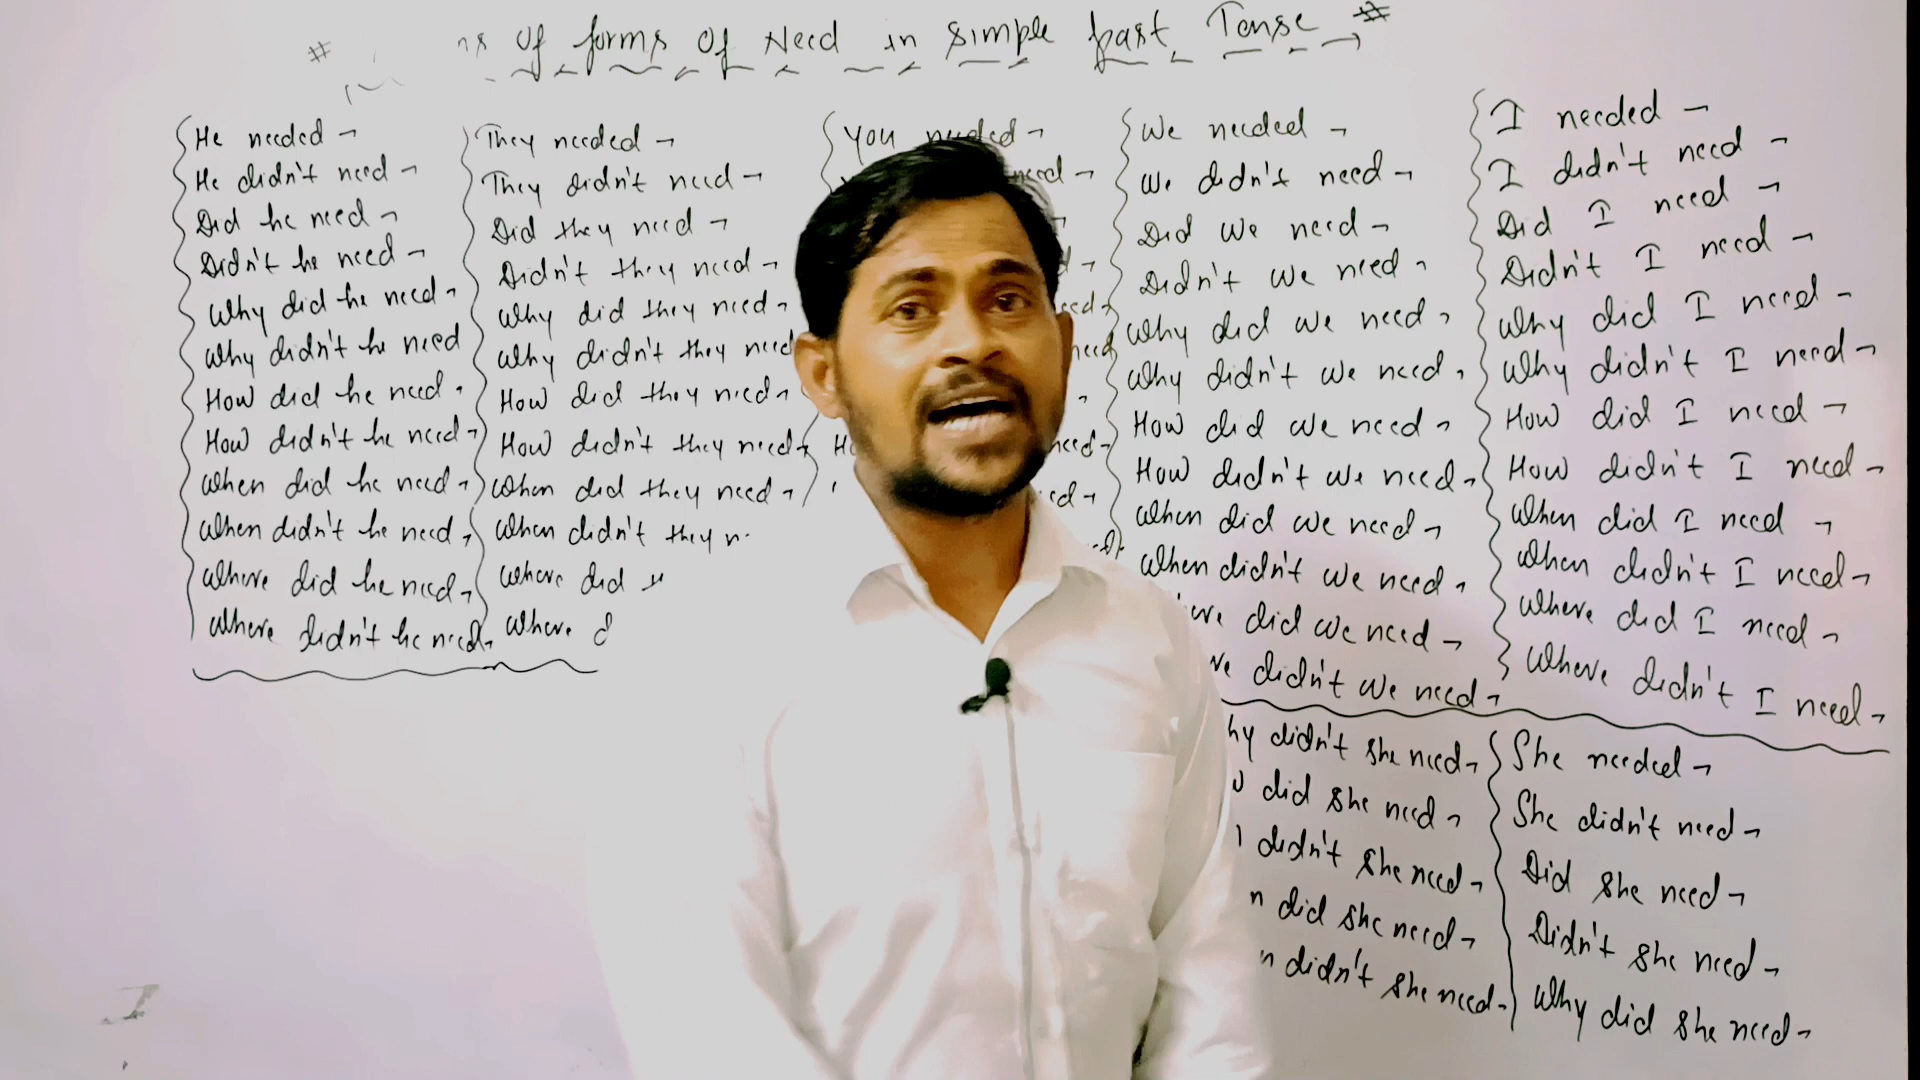 # Of forms Of Need in Simple past Tense #
He needed
He didn't need
Did he need
Didn't he need
Why did he need
Why didn't he need
How did he need
How didn't he need
When did he need
When didn't he need
Where did he need
Where didn't he need
They needed
They didn't need
Did they need
Didn't they need
Why did they need
Why didn't they need
How did they need
How didn't they need
When did they need
When didn't they
Where did
Where
You needed
need
We needed
We didn't need
Did We need
Didn't We need
Why did We need
Why didn't We need
How did We need
How didn't We need
When did We need
When didn't We need
did We need
didn't We need
I needed
I didn't need
Did I need
Didn't I need
Why did I need
Why didn't I need
How did I need
How didn't I need
When did I need
When didn't I need
Where did I need
Where didn't I need
didn't she need
did she need
didn't she need
did she need
didn't she need
She needed
She didn't need
Did she need
Didn't she need
Why did she need